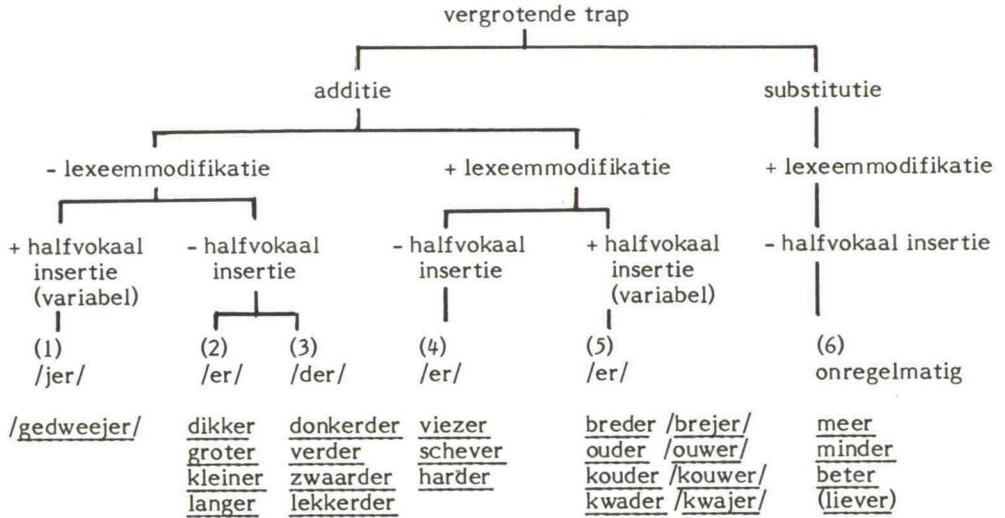 vergrotende trap
additie substitutie
- lexeemmodifikatie + lexeemmodifikatie + lexeemmodifikatie
+ halfvokaal - halfvokaal - halfvokaal + halfvokaal - halfvokaal insertie
insertie insertie insertie insertie
(variabel) (variabel)
(1) (2) (3) (4) (5) (6)
/jer/ /er/ /der/ /er/ /er/ onregelmatig
/gedweejer/ dikker donkerder viezer breder /brejer/ meer
groter verder schever ouder /ouwer/ minder
kleiner zwaarder harder kouder /kouwer/ beter
langer lekkerder kwader /kwajer/ (liever)